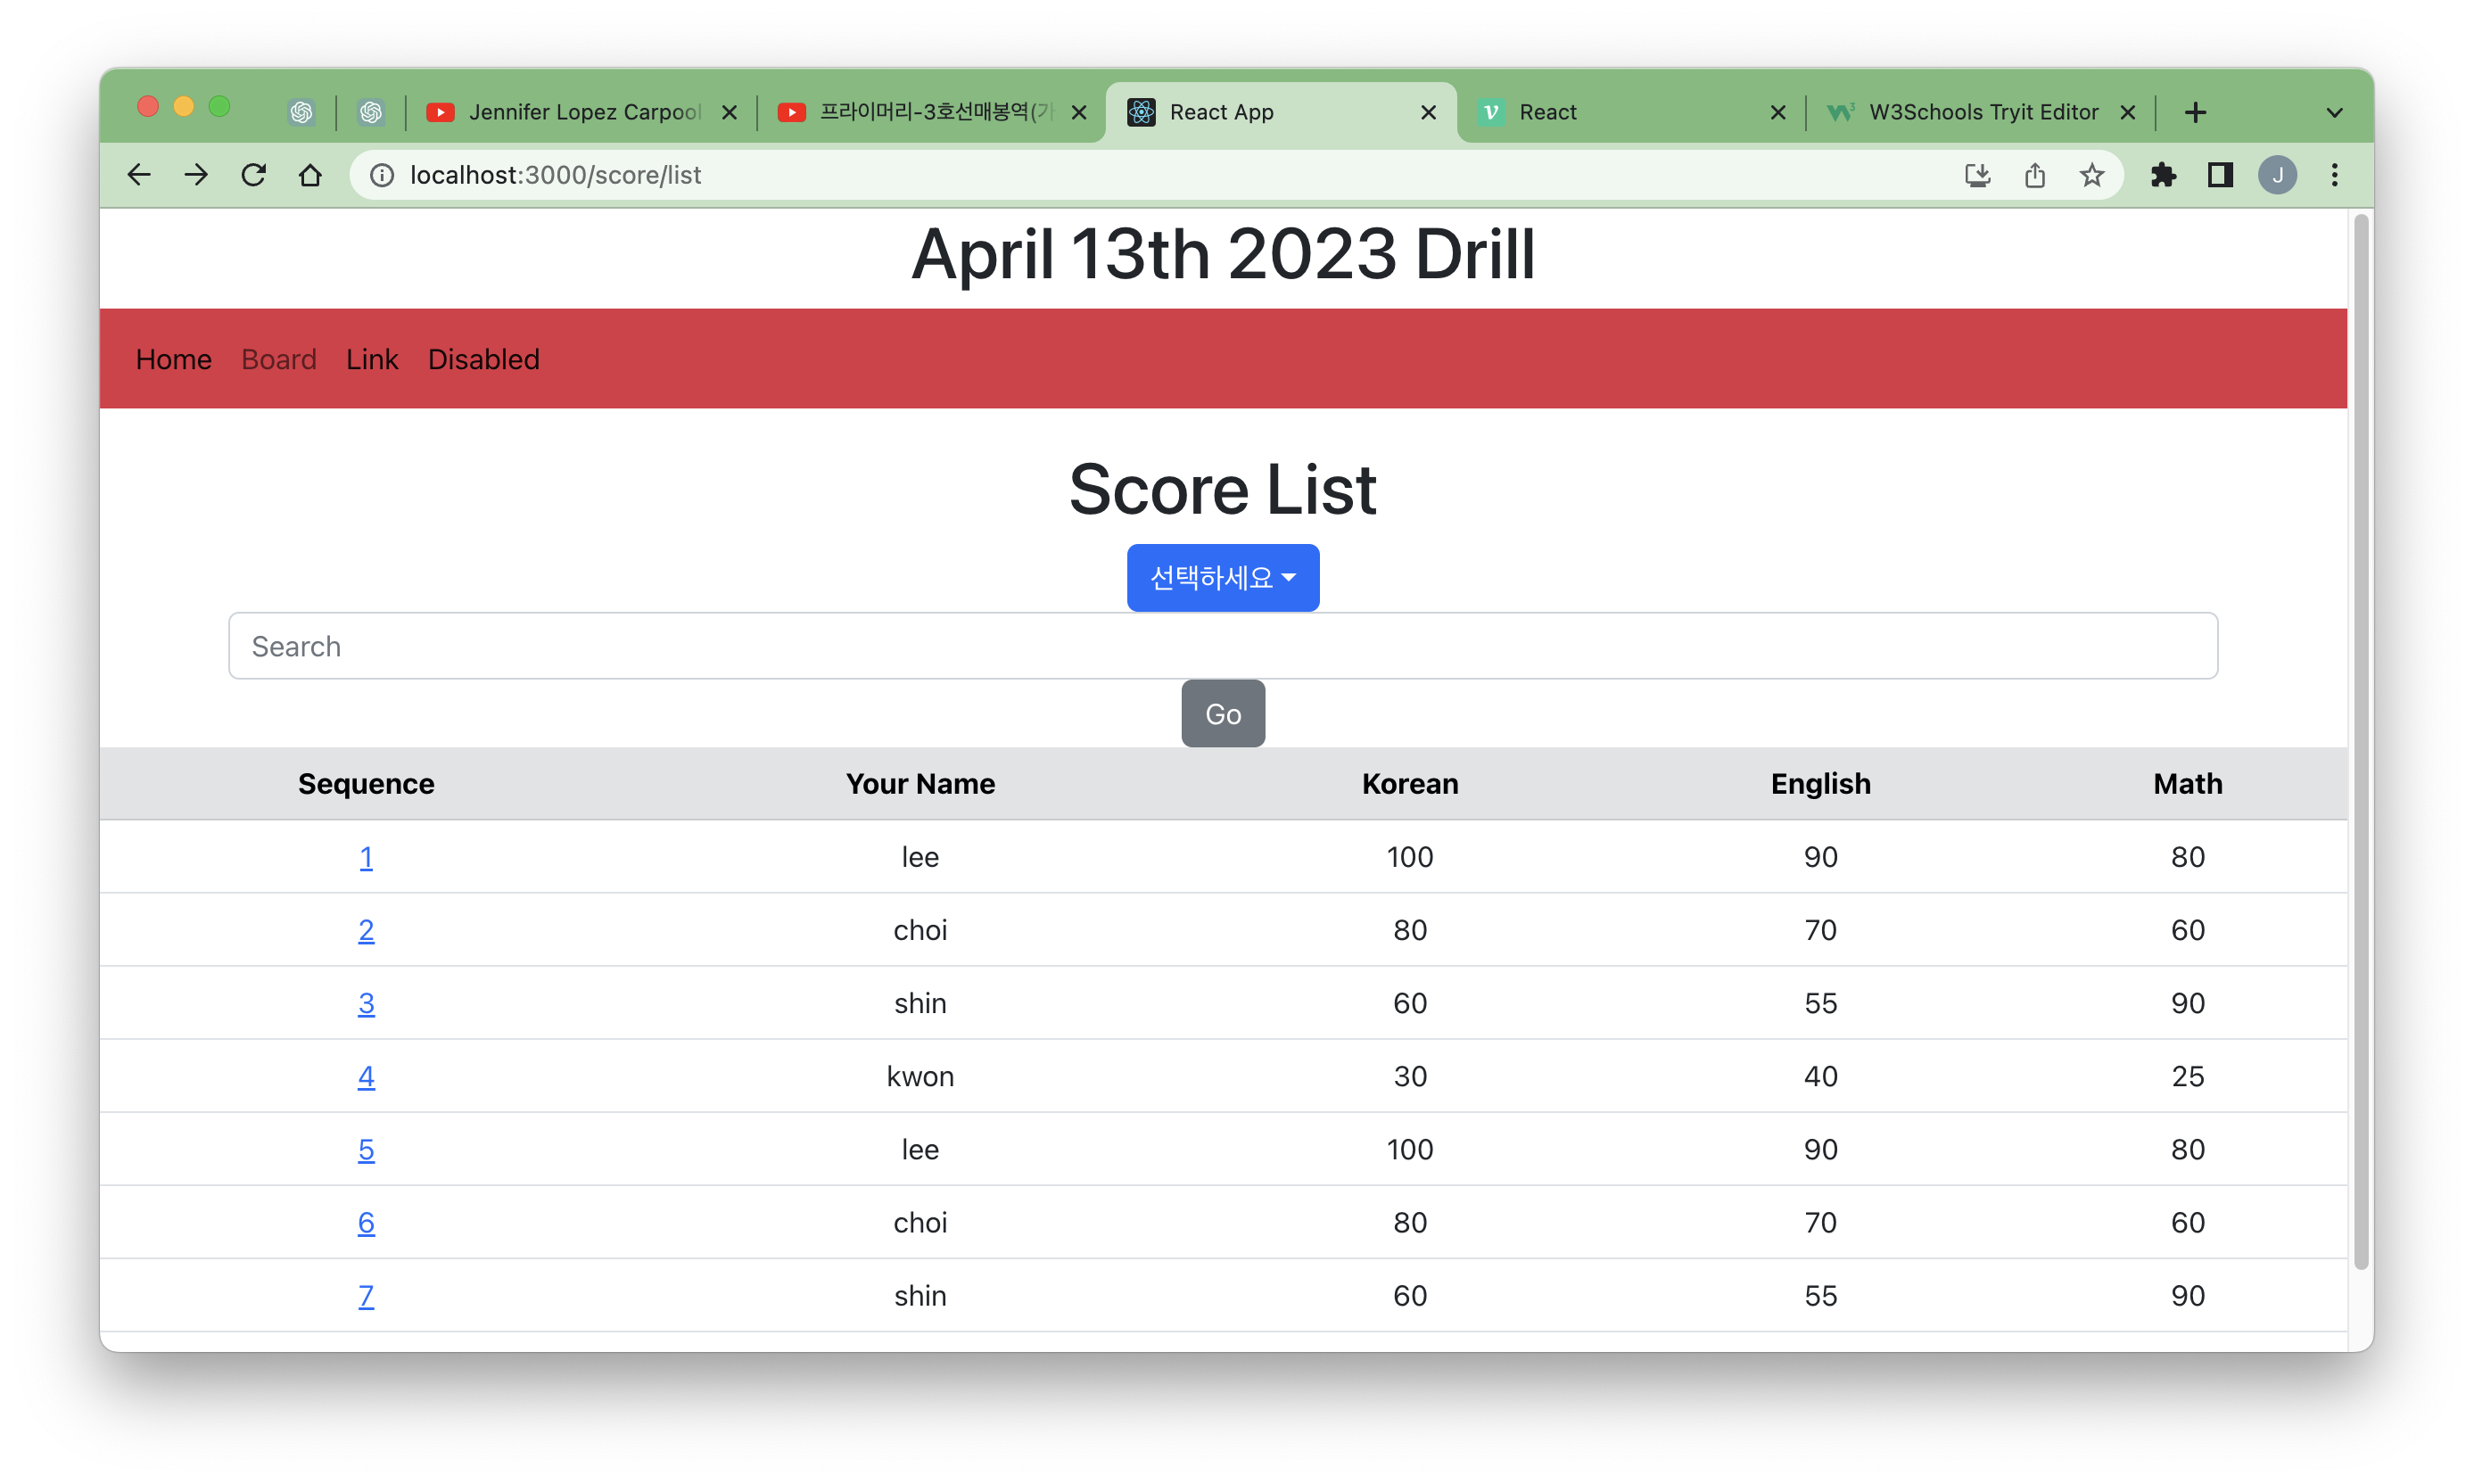 Jennifer Lopez Carpool
프라이머리-3호선매봉역(가
React App
React
W3Schools Tryit Editor
localhost:3000/score/list
J
April 13th 2023 Drill
Home Board Link Disabled
Score List
선택하세요
Search
Go
Sequence Your Name Korean English Math
1 lee 100 90 80
2 choi 80 70 60
3 shin 60 55 90
4 kwon 30 40 25
5 lee 100 90 80
6 choi 80 70 60
7 shin 60 55 90